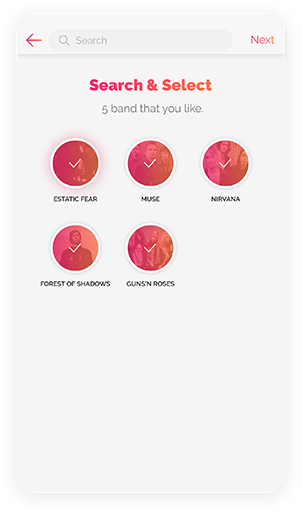 Search
Next
Search & Select
5 band that you like.
ESTATIC FEAR
MUSE
NIRVANA
FOREST OF SHADOWS
GUNS'N ROSES